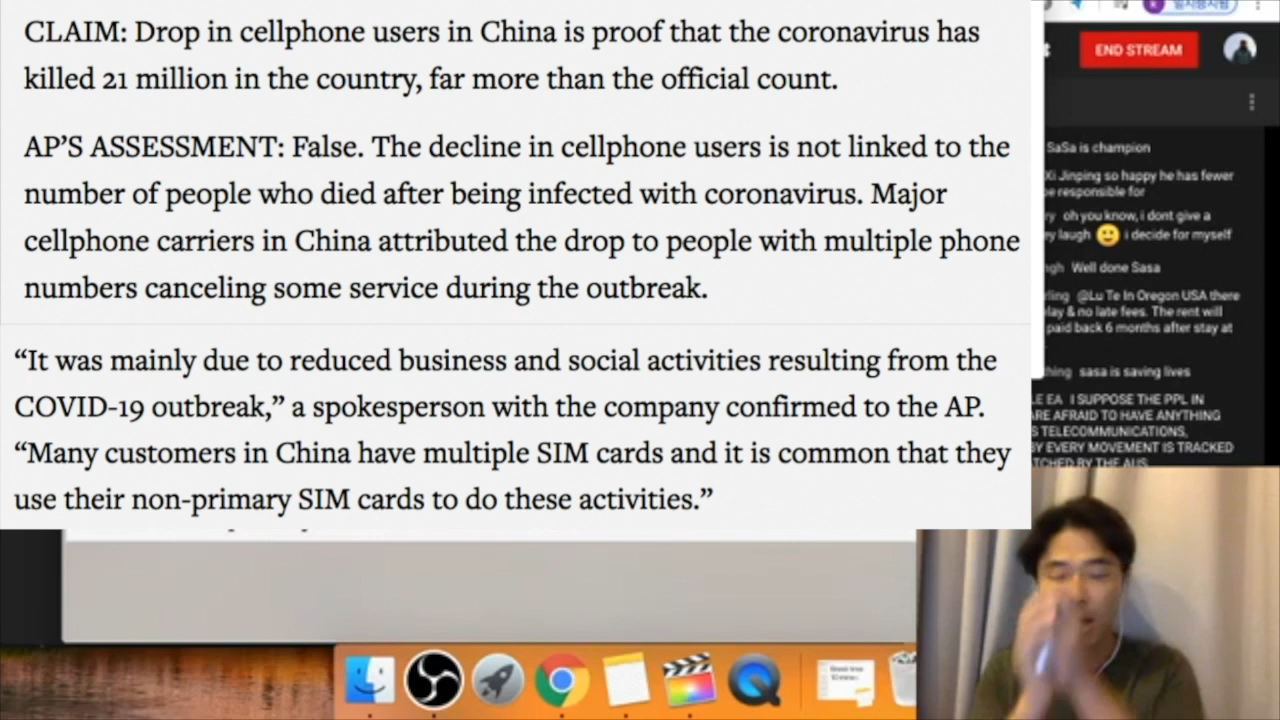 CLAIM: Drop in cellphone users in China is proof that the coronavirus has
killed 21 million in the country, far more than the official count.
AP’S ASSESSMENT: False. The decline in cellphone users is not linked to the
number of people who died after being infected with coronavirus. Major
cellphone carriers in China attributed the drop to people with multiple phone
numbers canceling some service during the outbreak.
“It was mainly due to reduced business and social activities resulting from the
COVID-19 outbreak,” a spokesperson with the company confirmed to the AP.
“Many customers in China have multiple SIM cards and it is common that they
use their non-primary SIM cards to do these activities.”
END STREAM
SaSa is champion
Xi Jinping so happy he has fewer
responsible for
oh you know, i dont give a
laugh 🙂 i decide for myself
Well done Sasa
@Lu Te In Oregon USA there
& no late fees. The rent will
paid back 6 months after stay at
sasa is saving lives
EA I SUPPOSE THE PPL IN
ARE AFRAID TO HAVE ANYTHING
TELECOMMUNICATIONS,
EVERY MOVEMENT IS TRACKED
BY THE